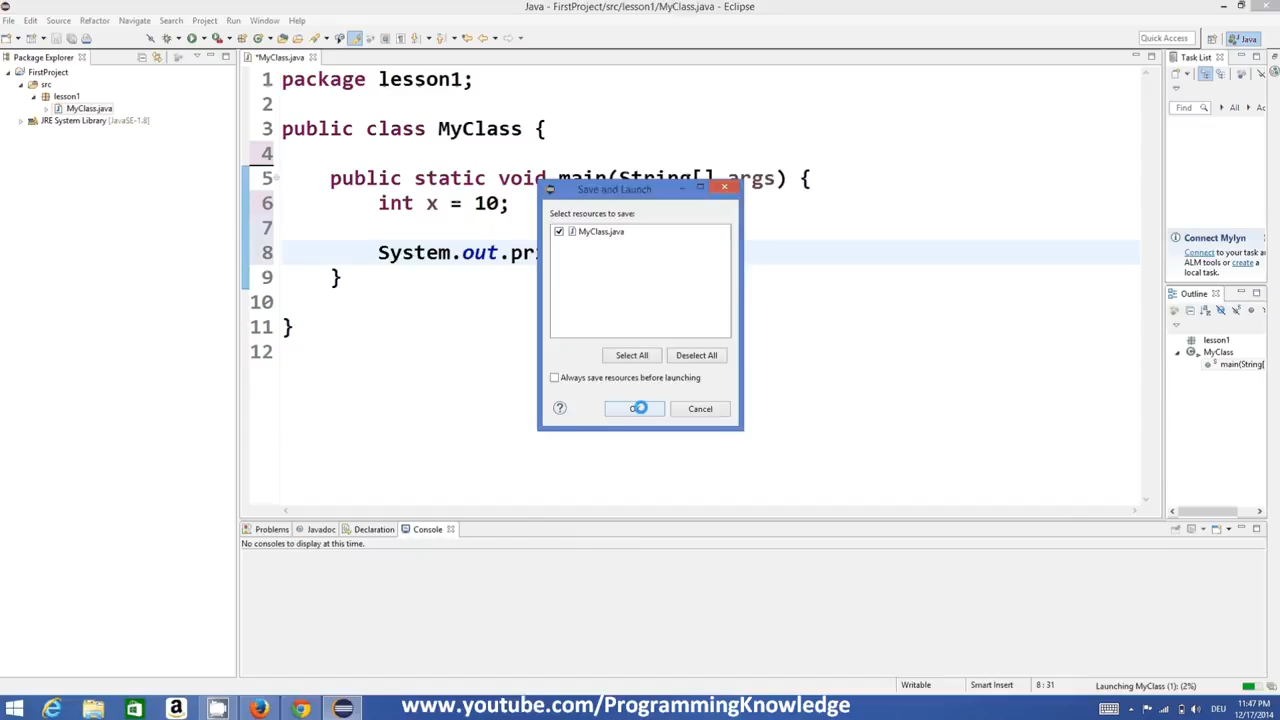 Java - FirstProject/src/lesson1/MyClass.java - Eclipse
File Edit Source Refactor Navigate Search Project Run Window Help
Quick Access
Java
Package Explorer
FirstProject
src
lesson1
MyClass.java
JRE System Library [JavaSE-1.8]
*MyClass.java
1 package lesson1;
2
3 public class MyClass {
4
5 public static void main(String[] args) {
6 int x = 10;
7
8 System.out.pri
9 }
10
11 }
12
Save and Launch
Select resources to save:
MyClass.java
Select All Deselect All
Always save resources before launching
Cancel
Task List
Find All
Connect Mylyn
Connect to your task and
ALM tools or create a
local task.
Outline
lesson1
MyClass
main(String[
Problems Javadoc Declaration Console
No consoles to display at this time.
Writable Smart Insert 8 : 31 Launching MyClass (1): (2%)
www.youtube.com/ProgrammingKnowledge
DEU
11:47 PM
12/17/2014